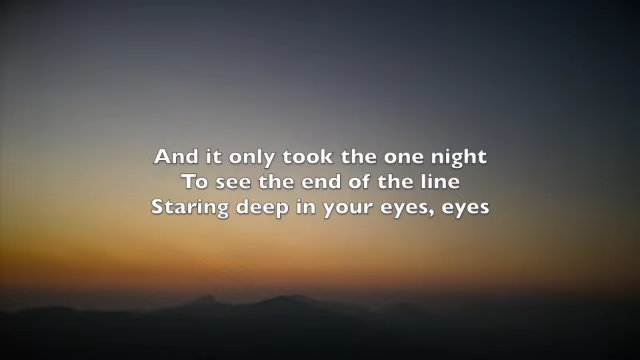 And it only took the one night
To see the end of the line
Staring deep in your eyes, eyes